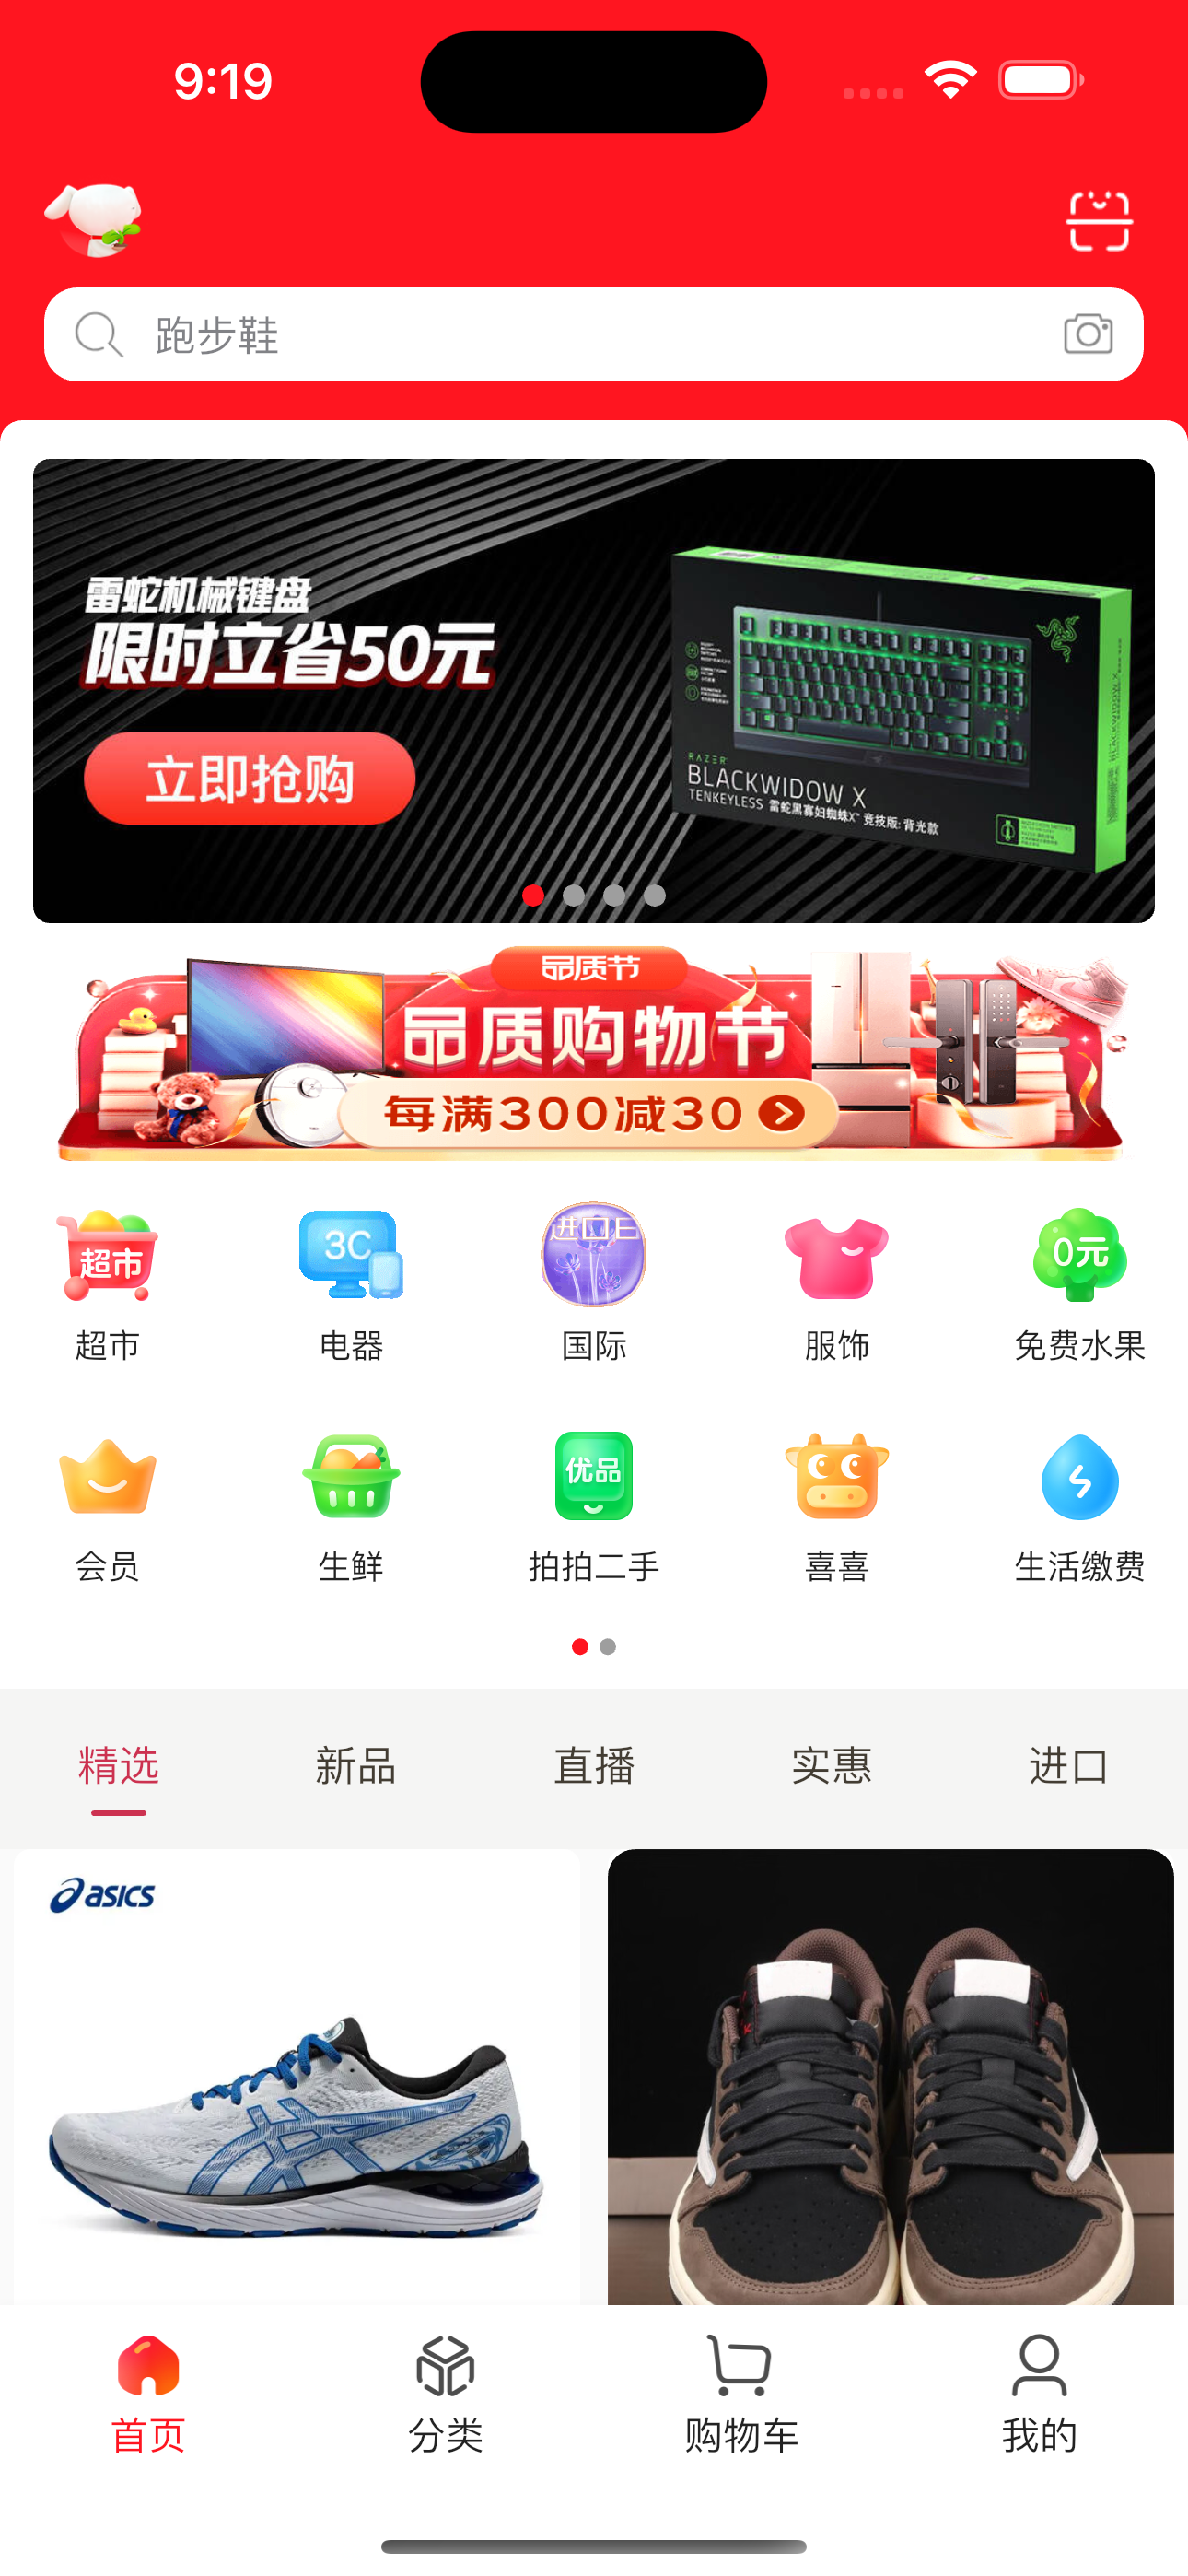 9:19
跑步鞋
雷蛇机械键盘
限时立省50元
立即抢购
RAZER
BLACKWIDOW X
TENKEYLESS 雷蛇黑寡妇蜘蛛X 竞技版: 背光款
品质节
品质购物节
每满300减30
超市
3C
进口日
0元
超市
电器
国际
服饰
免费水果
优品
会员
生鲜
拍拍二手
喜喜
生活缴费
精选
新品
直播
实惠
进口
asics
首页
分类
购物车
我的